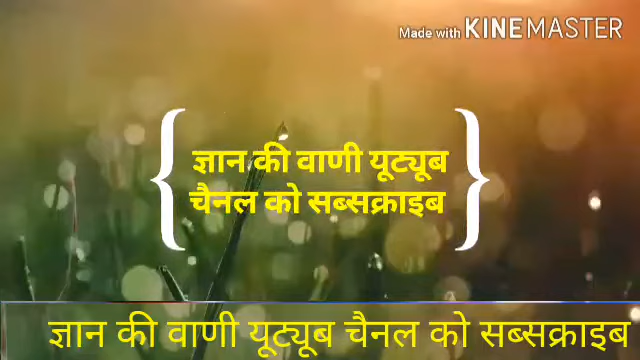 Made with KINEMASTER
ज्ञान की वाणी यूट्यूब
चैनल को सब्सक्राइब
ज्ञान की वाणी यूट्यूब चैनल को सब्सक्राइब